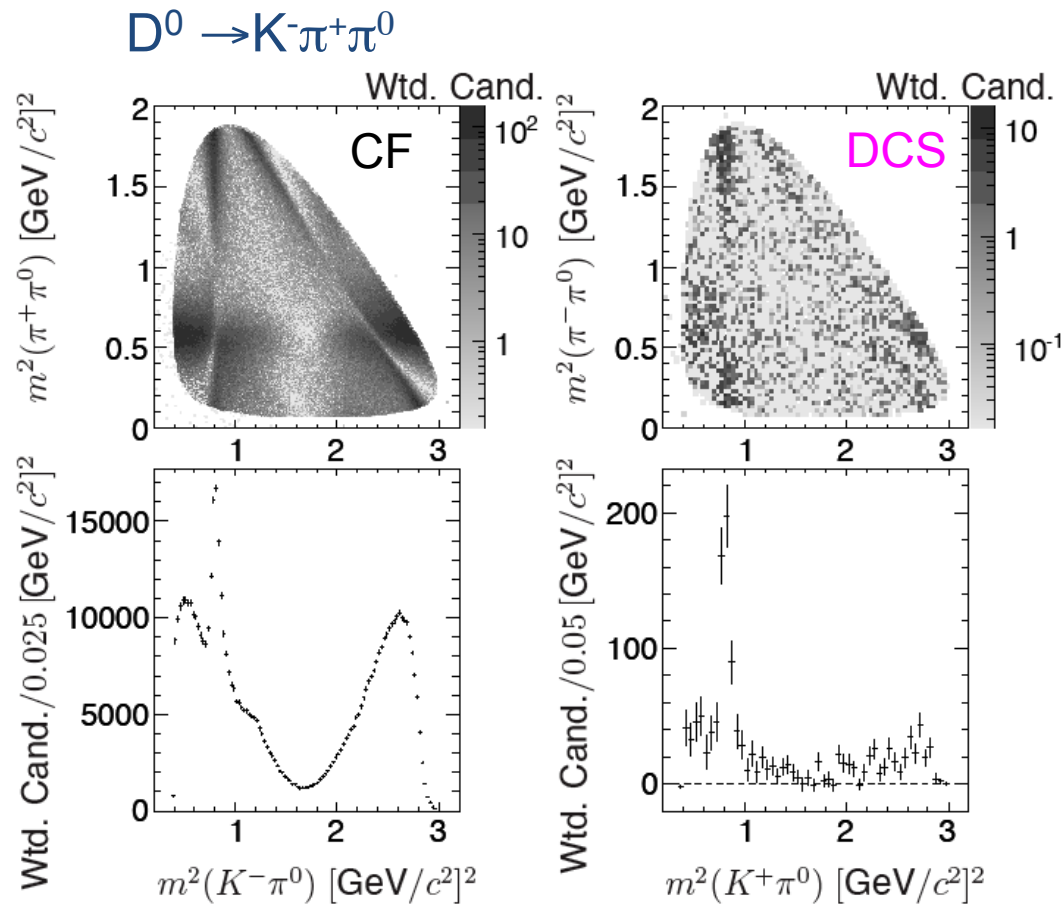 D⁰ →K⁻π⁺π⁰
Wtd. Cand.
m²(π⁺π⁰) [GeV/c²]²
2
1.5
1
0.5
0
1 2 3
CF
10²
10
1
Wtd. Cand.
m²(π⁻π⁰) [GeV/c²]²
2
1.5
1
0.5
0
1 2 3
DCS
10
1
10⁻¹
Wtd. Cand./0.025 [GeV/c²]²
15000
10000
5000
0
1 2 3
m²(K⁻π⁰) [GeV/c²]²
Wtd. Cand./0.05 [GeV/c²]²
200
100
0
1 2 3
m²(K⁺π⁰) [GeV/c²]²